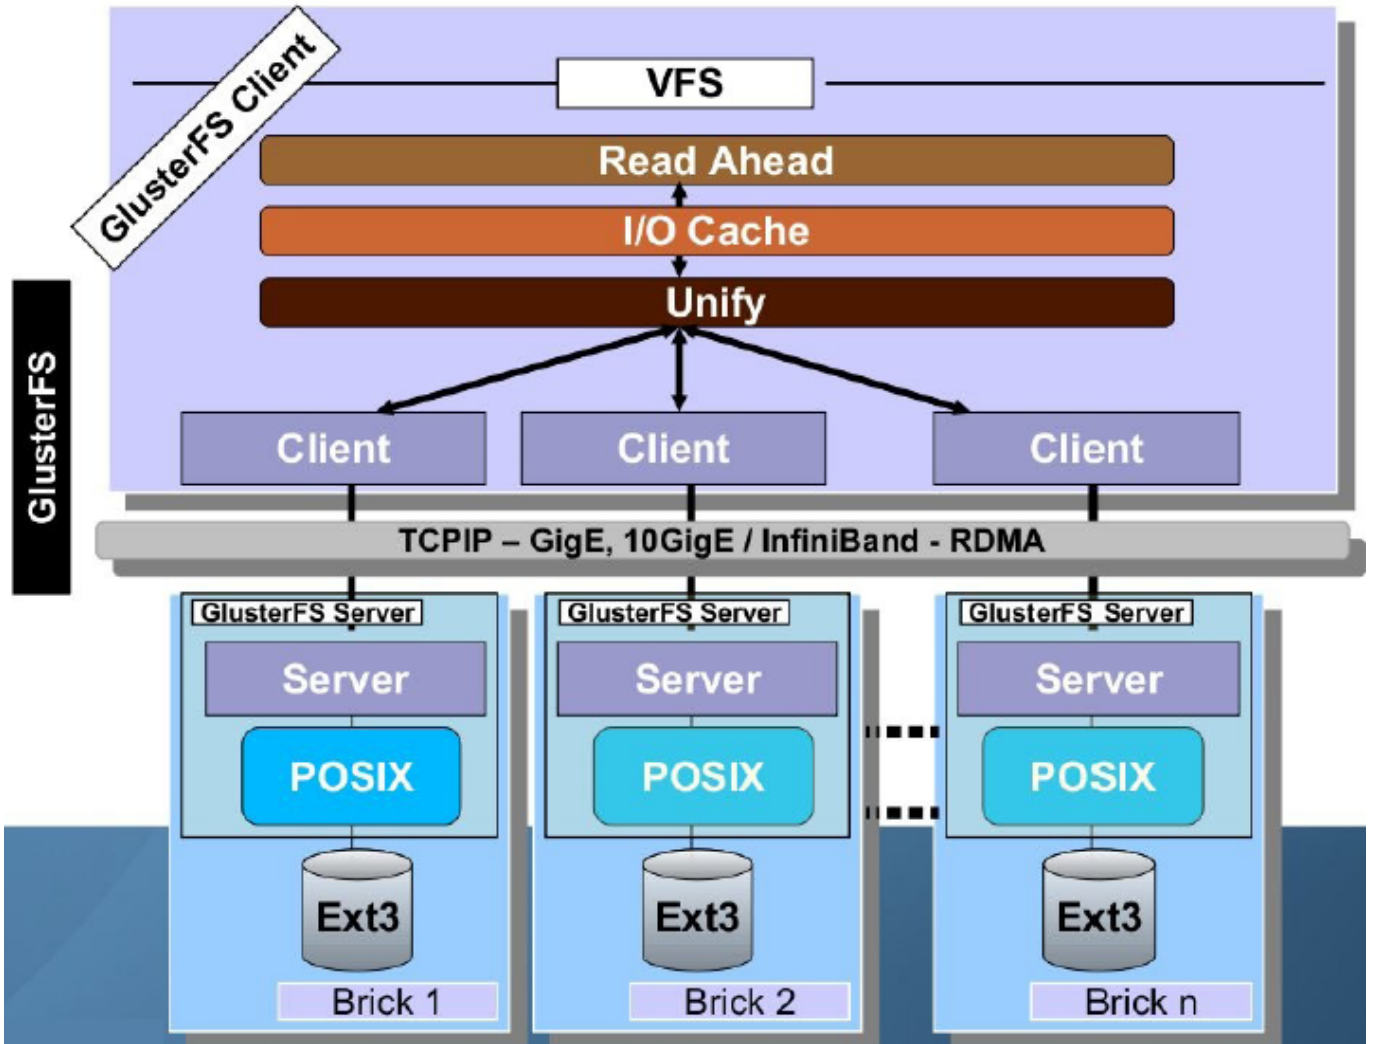 GlusterFS Client
VFS
Read Ahead
I/O Cache
Unify
GlusterFS
Client
Client
Client
TCPIP – GigE, 10GigE / InfiniBand - RDMA
GlusterFS Server
GlusterFS Server
GlusterFS Server
Server
Server
Server
POSIX
POSIX
POSIX
Ext3
Ext3
Ext3
Brick 1
Brick 2
Brick n